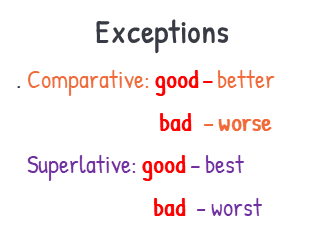 Exceptions
. Comparative: good – better
bad – worse
Superlative: good – best
bad – worst